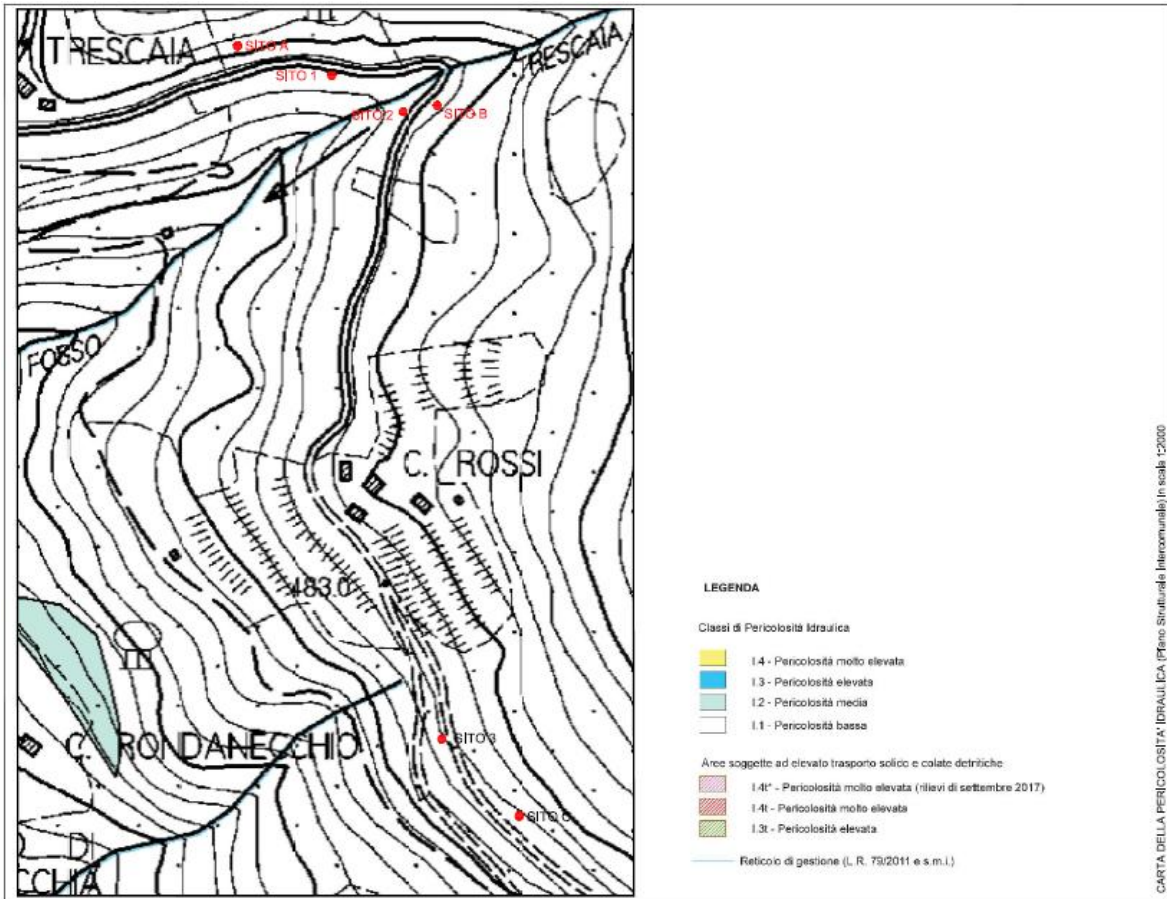 TRESCAIA
SITO A
SITO 1
TRESCAIA
SITO 2
SITO B
FOSSO
C. ROSSI
483.0
C. RONDANECCHIO
SITO 3
SITO C
DI
CCHIA
LEGENDA
Classi di Pericolosità Idraulica
I.4 - Pericolosità molto elevata
I.3 - Pericolosità elevata
I.2 - Pericolosità media
I.1 - Pericolosità bassa
Aree soggette ad elevato trasporto solido e colate detritiche
I.4t* - Pericolosità molto elevata (rilievi di settembre 2017)
I.4t - Pericolosità molto elevata
I.3t - Pericolosità elevata
Reticolo di gestione (L.R. 79/2011 e s.m.i.)
CARTA DELLA PERICOLOSITA' IDRAULICA (Piano Strutturale Intercomunale) in scala 1:2000